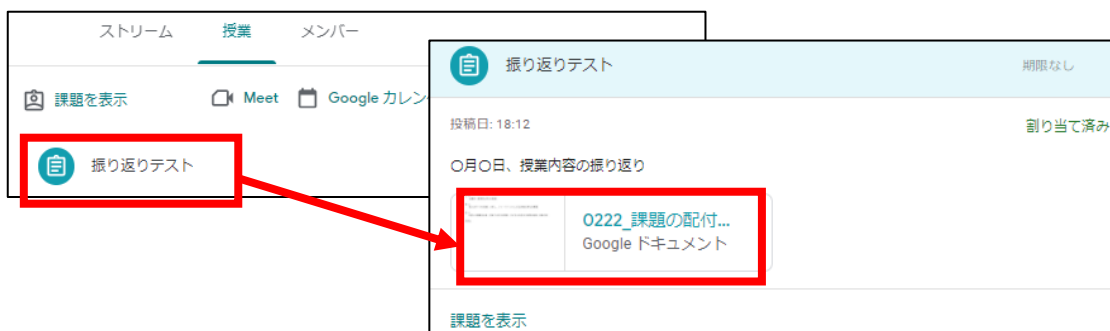 ストリーム 授業 メンバー
課題を表示 Meet Google カレン
振り返りテスト
振り返りテスト 期限なし
投稿日: 18:12 割り当て済み
〇月〇日、授業内容の振り返り
0222_課題の配付...
Google ドキュメント
課題を表示